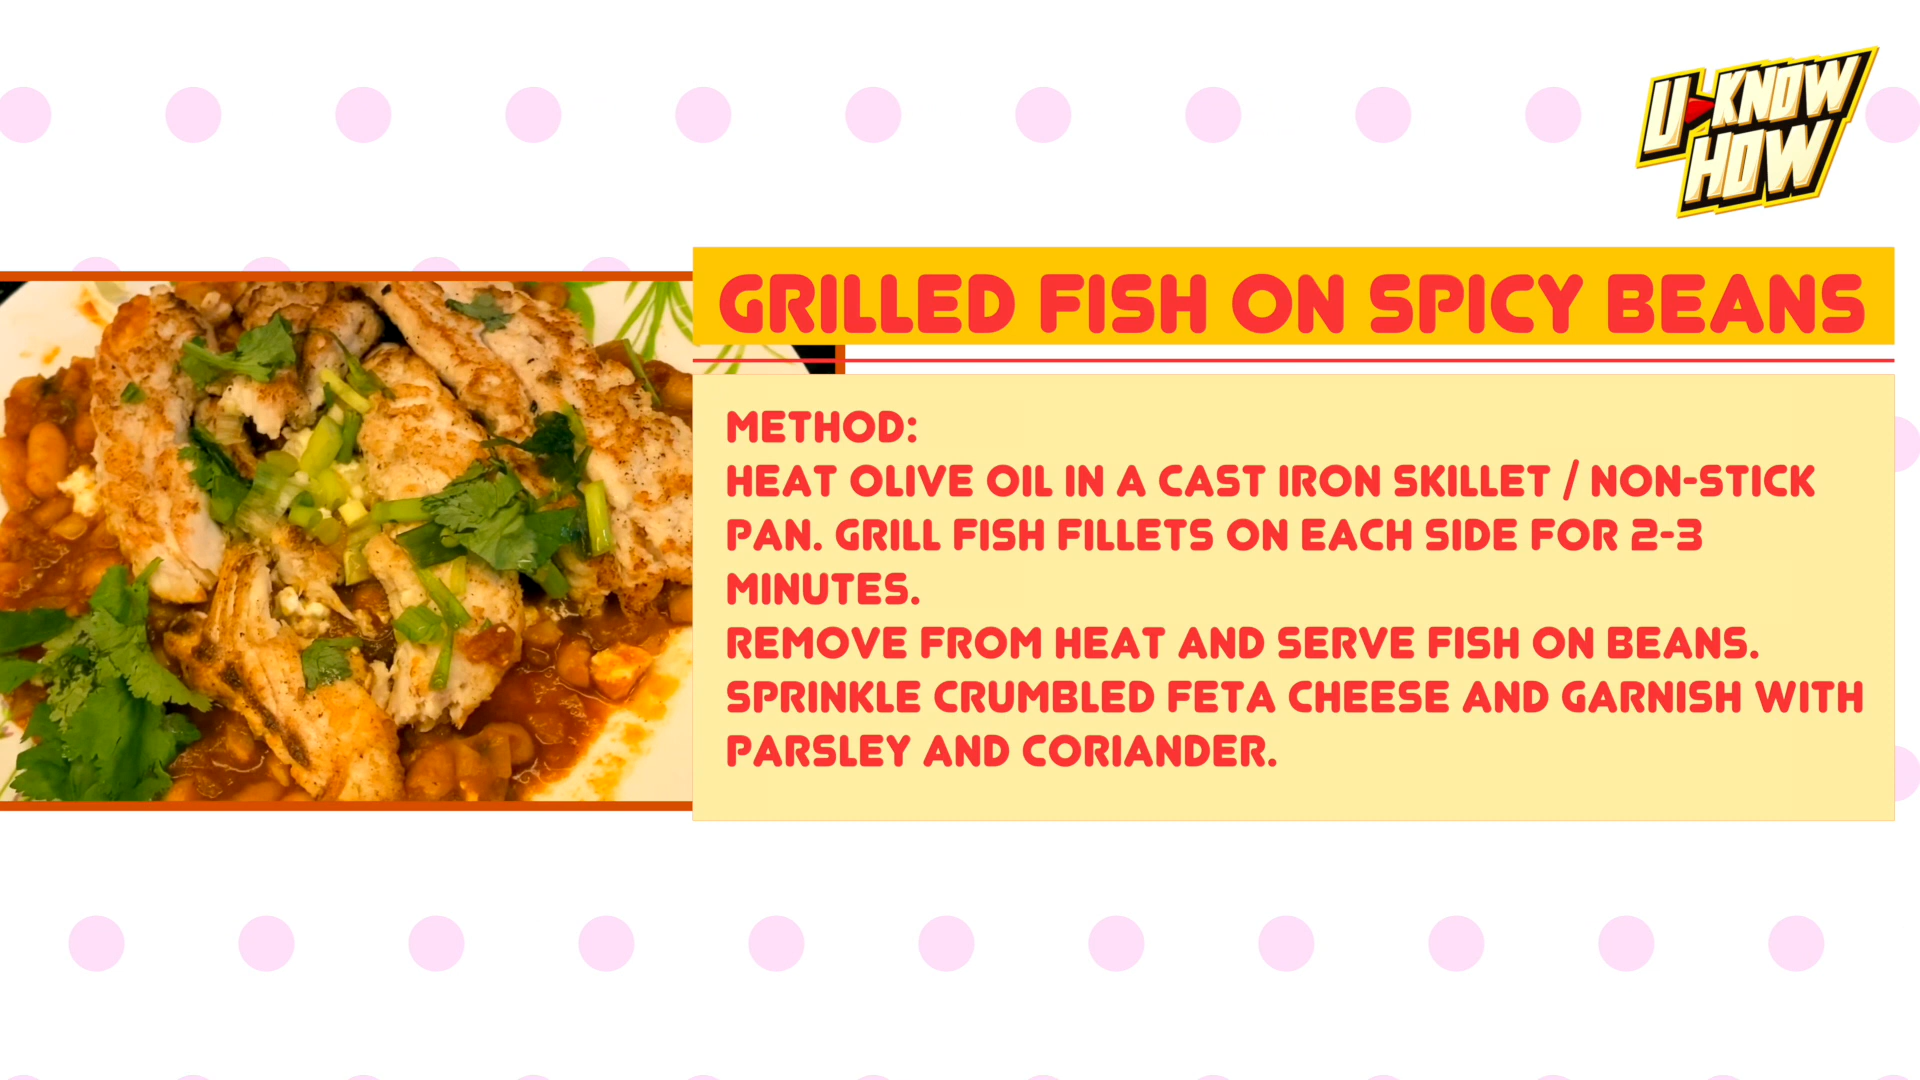 U KNOW
HOW
GRILLED FISH ON SPICY BEANS
METHOD:
HEAT OLIVE OIL IN A CAST IRON SKILLET / NON-STICK
PAN. GRILL FISH FILLETS ON EACH SIDE FOR 2-3
MINUTES.
REMOVE FROM HEAT AND SERVE FISH ON BEANS.
SPRINKLE CRUMBLED FETA CHEESE AND GARNISH WITH
PARSLEY AND CORIANDER.